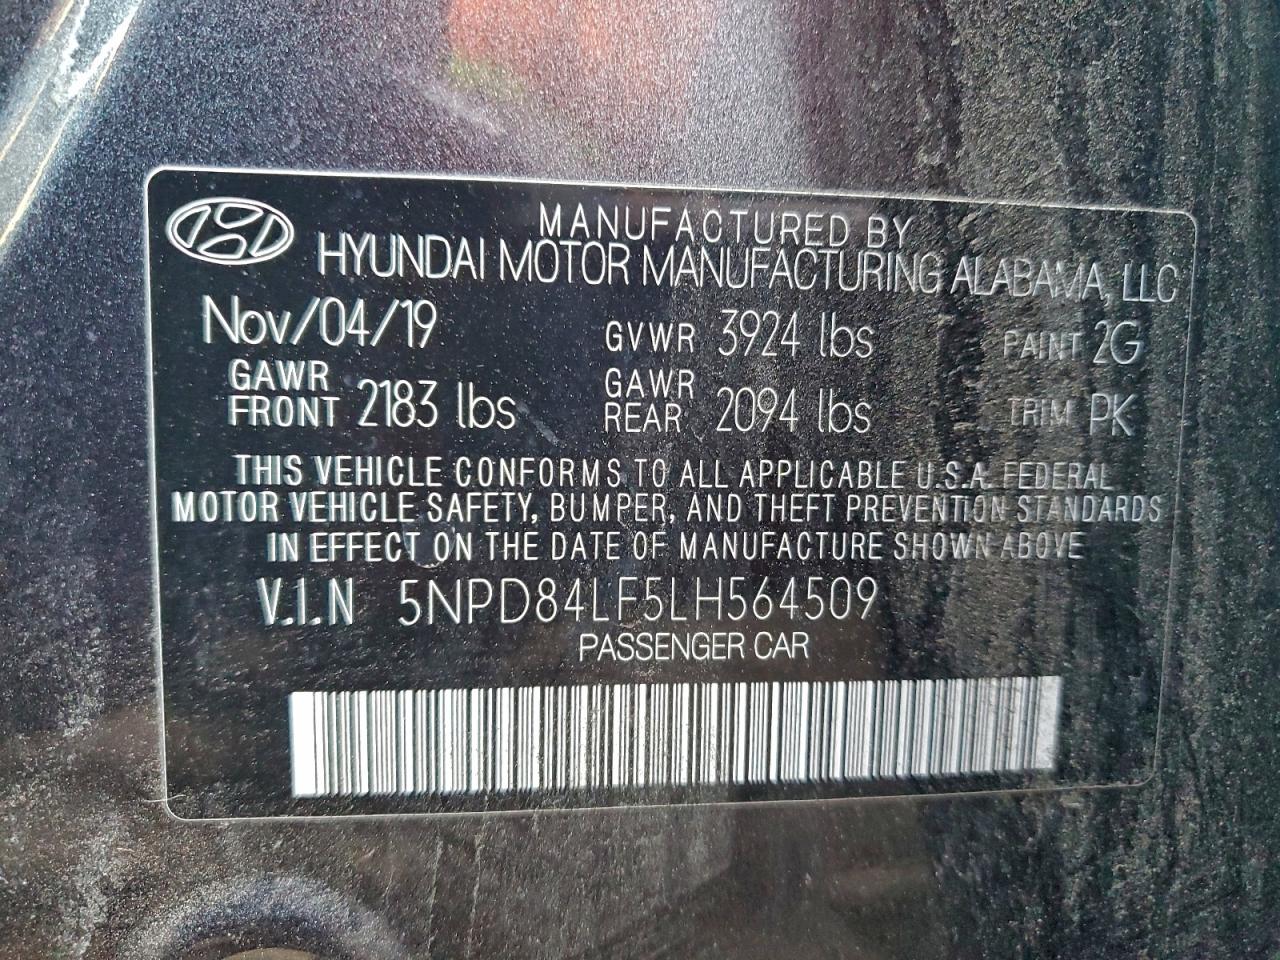 MANUFACTURED BY
HYUNDAI MOTOR MANUFACTURING ALABAMA, LLC
Nov/04/19 GVWR 3924 lbs PAINT 2G
GAWR FRONT 2183 lbs GAWR REAR 2094 lbs TRIM PK
THIS VEHICLE CONFORMS TO ALL APPLICABLE U.S.A. FEDERAL
MOTOR VEHICLE SAFETY, BUMPER, AND THEFT PREVENTION STANDARDS
IN EFFECT ON THE DATE OF MANUFACTURE SHOWN ABOVE
V.I.N 5NPD84LF5LH564509
PASSENGER CAR